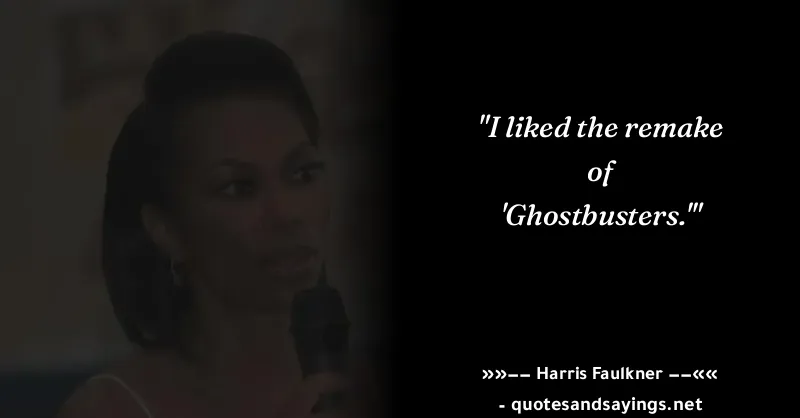 "I liked the remake
of
'Ghostbusters.'"
»»—— Harris Faulkner ——««
- quotesandsayings.net